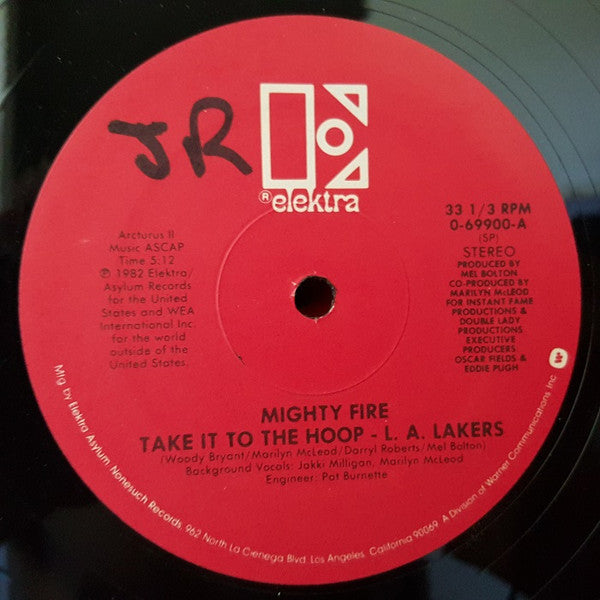 JR
® elektra
Arcturus II
Music ASCAP
Time 5:12
℗ 1982 Elektra/
Asylum Records
for the United
States and WEA
International Inc.
for the world
outside of the
United States.
33 1/3 RPM
0-69900-A
(SP)
STEREO
PRODUCED BY
MEL BOLTON
CO-PRODUCED BY
MARILYN McLEOD
FOR INSTANT FAME
PRODUCTIONS &
DOUBLE LADY
PRODUCTIONS
EXECUTIVE
PRODUCERS
OSCAR FIELDS &
EDDIE PUGH
MIGHTY FIRE
TAKE IT TO THE HOOP - L. A. LAKERS
(Woody Bryant/Marilyn McLeod/Darryl Roberts/Mel Bolton)
Background Vocals: Jakki Milligan, Marilyn McLeod
Engineer: Pat Burnette
Mfg by Elektra Asylum Nonesuch Records, 962 North La Cienega Blvd. Los Angeles, California 90069. A Division of Warner Communications Inc.